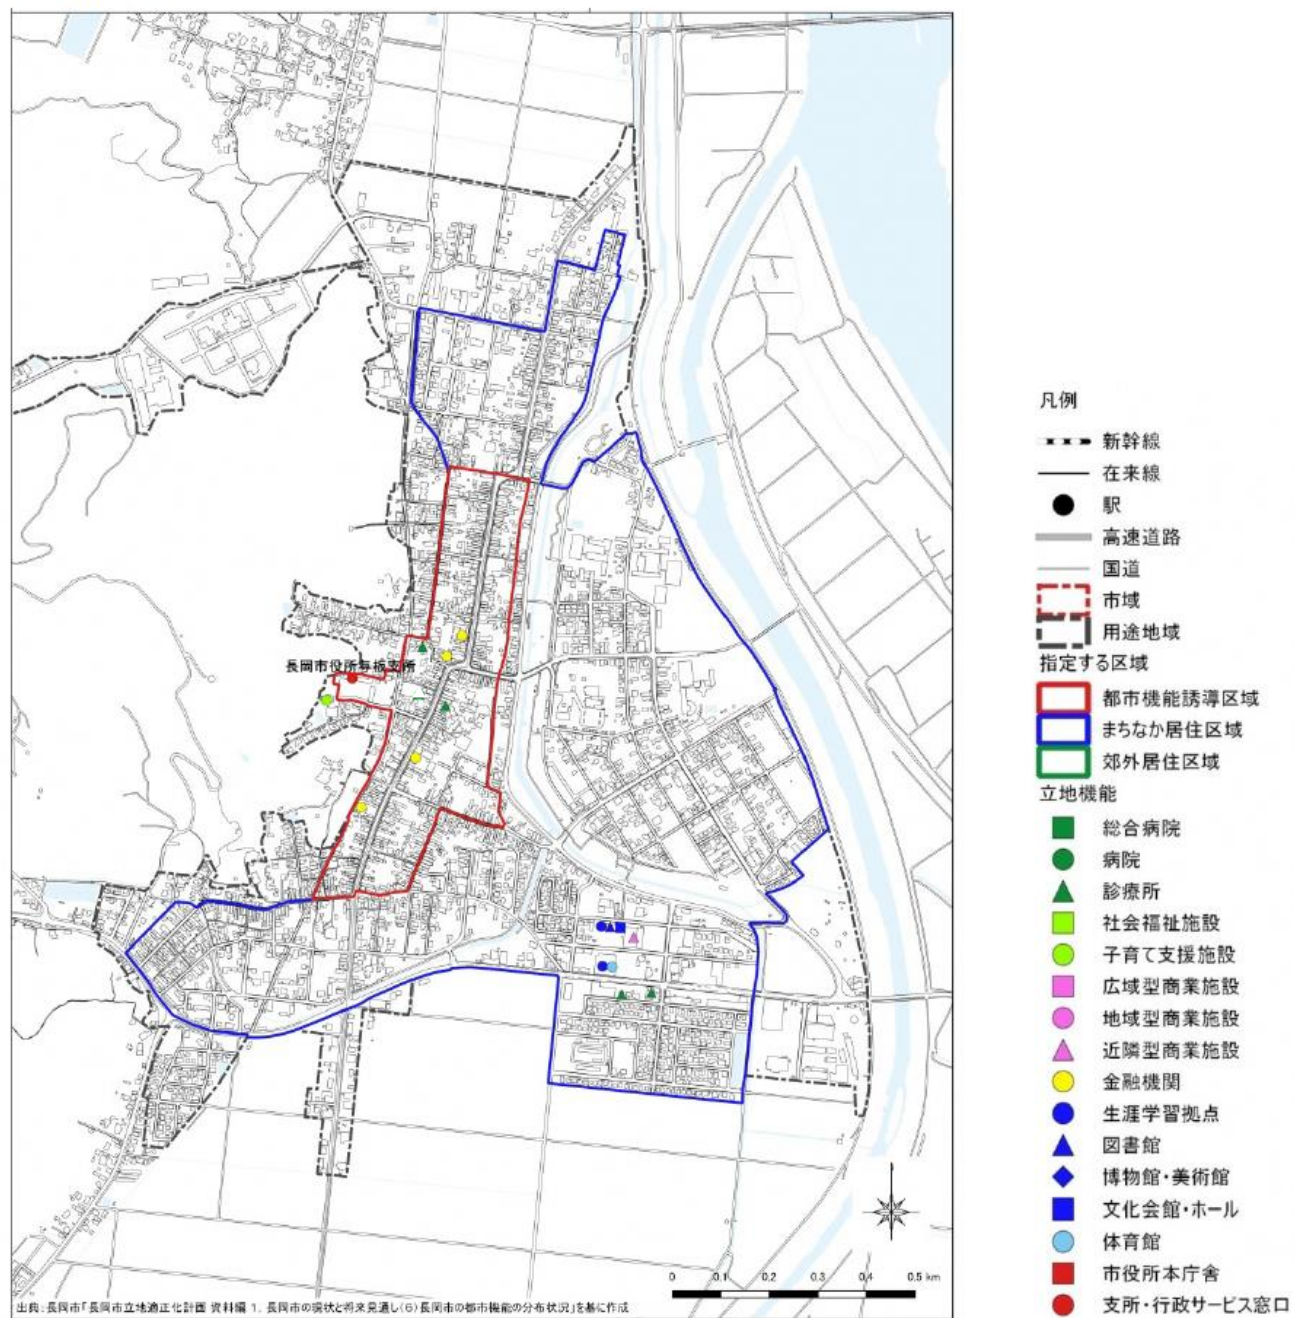 長岡市役所与板支所
凡例
新幹線
在来線
駅
高速道路
国道
市域
用途地域
指定する区域
都市機能誘導区域
まちなか居住区域
郊外居住区域
立地機能
総合病院
病院
診療所
社会福祉施設
子育て支援施設
広域型商業施設
地域型商業施設
近隣型商業施設
金融機関
生涯学習拠点
図書館
博物館・美術館
文化会館・ホール
体育館
市役所本庁舎
支所・行政サービス窓口
0 0.1 0.2 0.3 0.4 0.5 km
出典：長岡市「長岡市立地適正化計画 資料編 1．長岡市の現状と将来見通し（6）長岡市の都市機能の分布状況」を基に作成